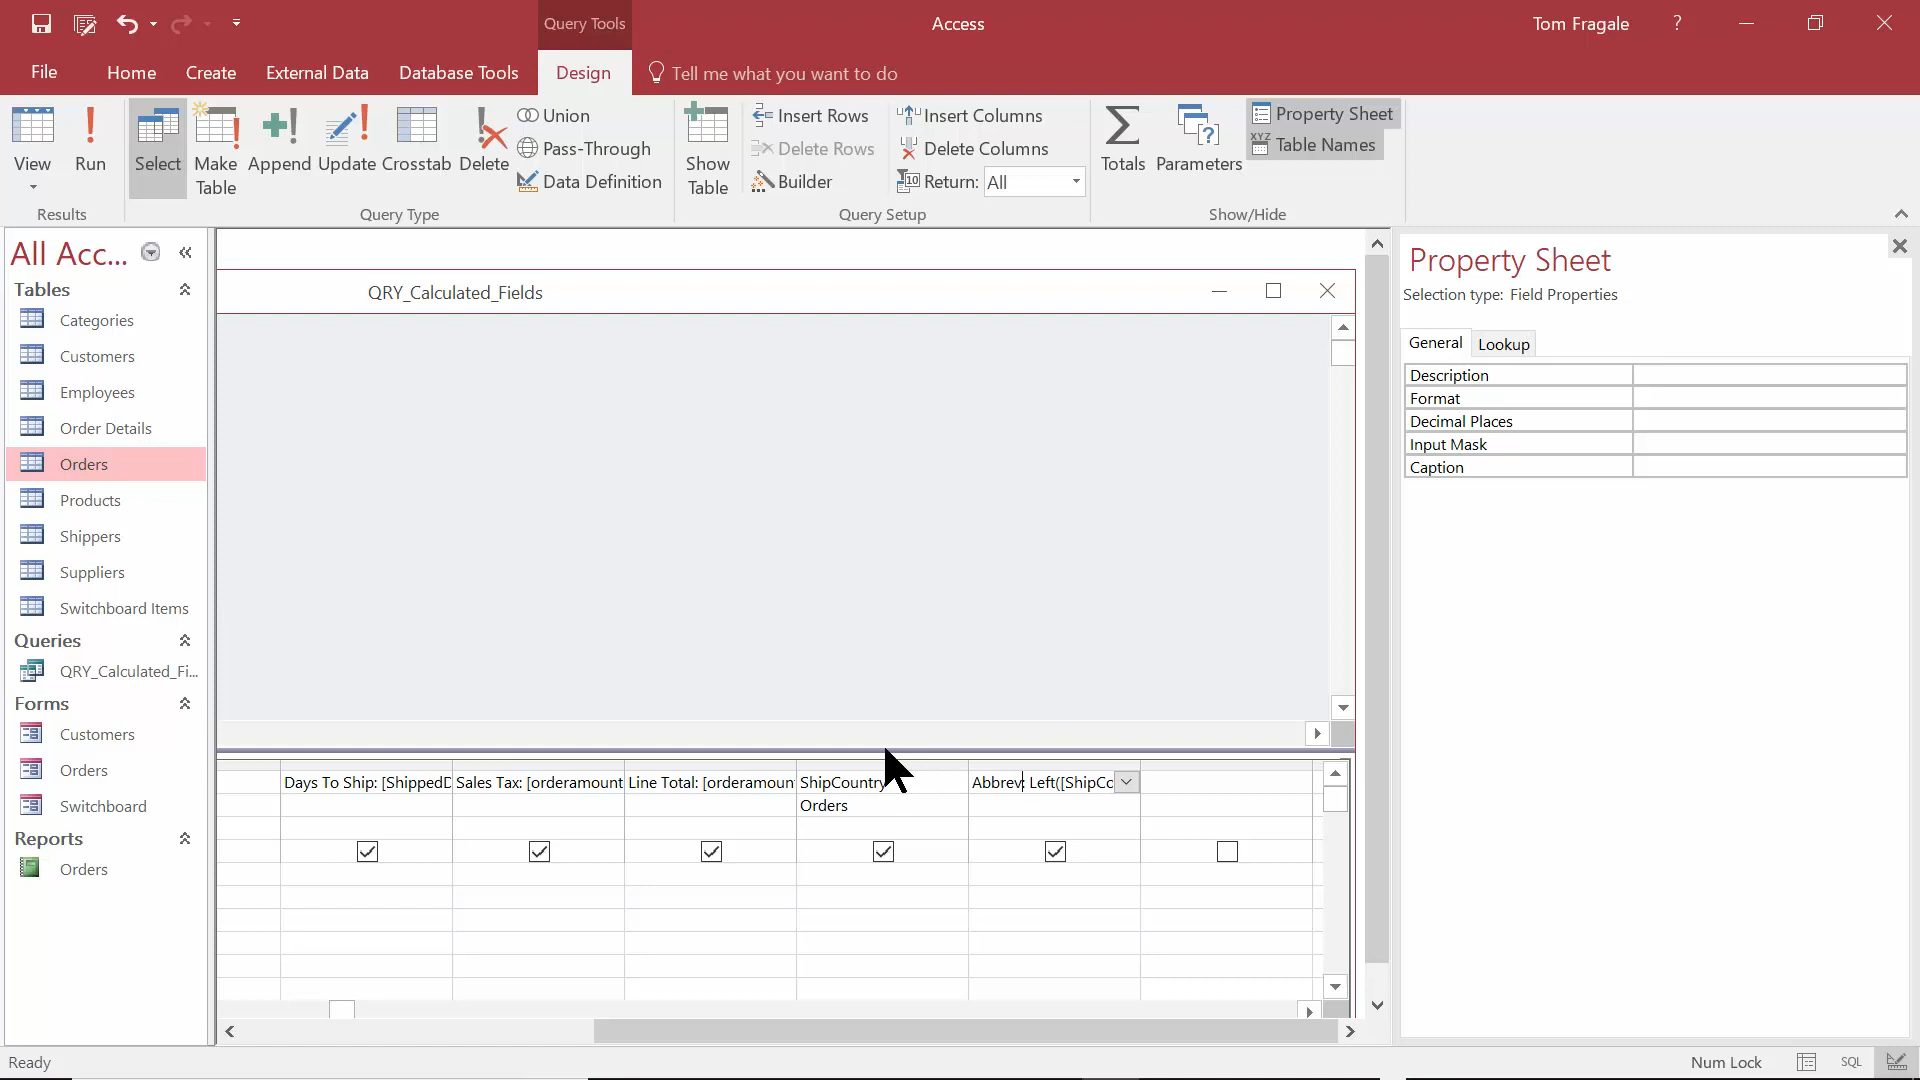 Query Tools
Access
Tom Fragale
?
File
Home
Create
External Data
Database Tools
Design
Tell me what you want to do
View
Run
Select
Make
Table
Append
Update
Crosstab
Delete
Union
Pass-Through
Data Definition
Show
Table
Insert Rows
Delete Rows
Builder
Insert Columns
Delete Columns
10 Return: All
Totals
Parameters
Property Sheet
XYZ Table Names
Results
Query Type
Query Setup
Show/Hide
All Acc...
Tables
Categories
Customers
Employees
Order Details
Orders
Products
Shippers
Suppliers
Switchboard Items
Queries
QRY_Calculated_Fi...
Forms
Customers
Orders
Switchboard
Reports
Orders
QRY_Calculated_Fields
Days To Ship: [ShippedD
Sales Tax: [orderamount
Line Total: [orderamoun
ShipCountry
Abbrev: Left([ShipCo
Orders
Property Sheet
Selection type: Field Properties
General
Lookup
Description
Format
Decimal Places
Input Mask
Caption
Ready
Num Lock
SQL